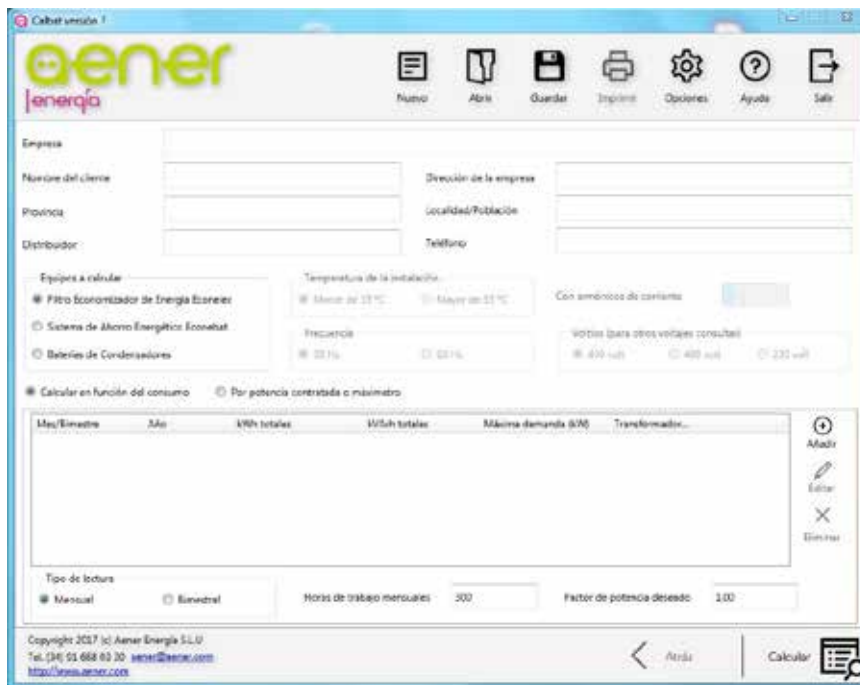 Calbat versión 1
aener
energía
Nuevo
Abrir
Guardar
Imprimir
Opciones
Ayuda
Salir
Empresa
Nombre del cliente
Dirección de la empresa
Provincia
Localidad/Población
Distribuidor
Teléfono
Equipos a calcular
Filtro Economizador de Energía
Sistema de Ahorro Energético Econelsat
Baterías de Condensadores
Temperatura de la instalación
Menor de 35 ºC
Mayor de 35 ºC
Con armónicos de corriente
Frecuencia
50 Hz
60 Hz
Voltios (para otros voltajes consultar)
400 volt
480 volt
230 volt
Calcular en función del consumo
Por potencia contratada o máximetro
Mes/Bimestre
Año
kWh totales
kVArh totales
Máxima demanda (kW)
Transformador...
Añadir
Editar
Eliminar
Tipo de lectura
Mensual
Bimestral
Horas de trabajo mensuales
300
Factor de potencia deseado
1,00
Copyright 2017 (c) Aener Energía S.L.U
Tel. (34) 91 668 02 20 aener@aener.com
http://www.aener.com
Atrás
Calcular